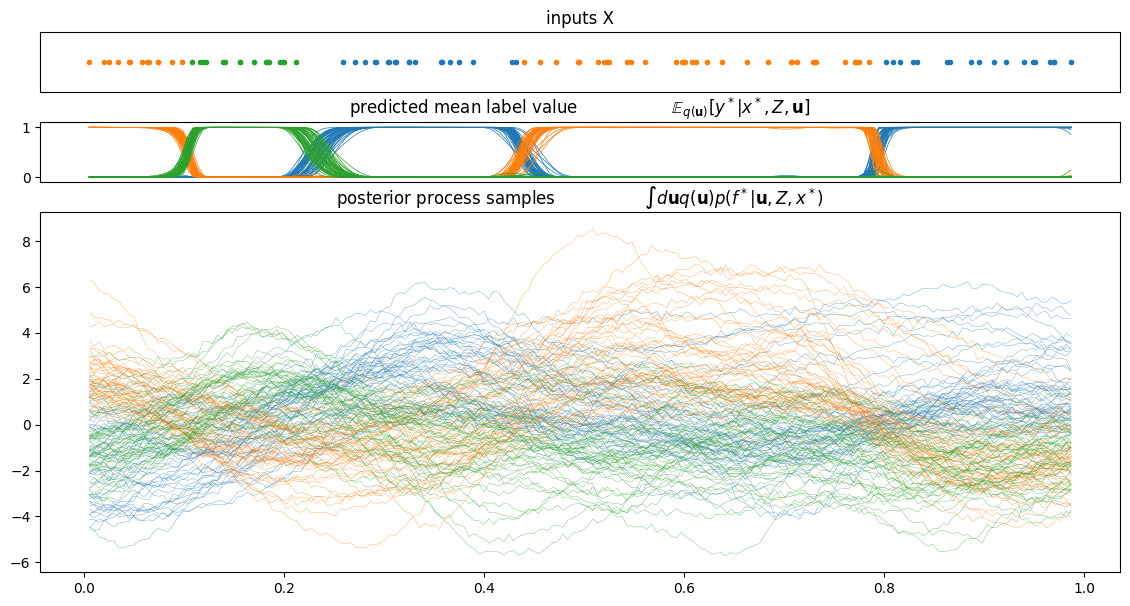 inputs X
predicted mean label value 𝔼_{q(𝐮)}[y*|x*, Z, 𝐮]
1
0
posterior process samples ∫d𝐮q(𝐮)p(f*|𝐮, Z, x*)
8
6
4
2
0
−2
−4
−6
0.0 0.2 0.4 0.6 0.8 1.0